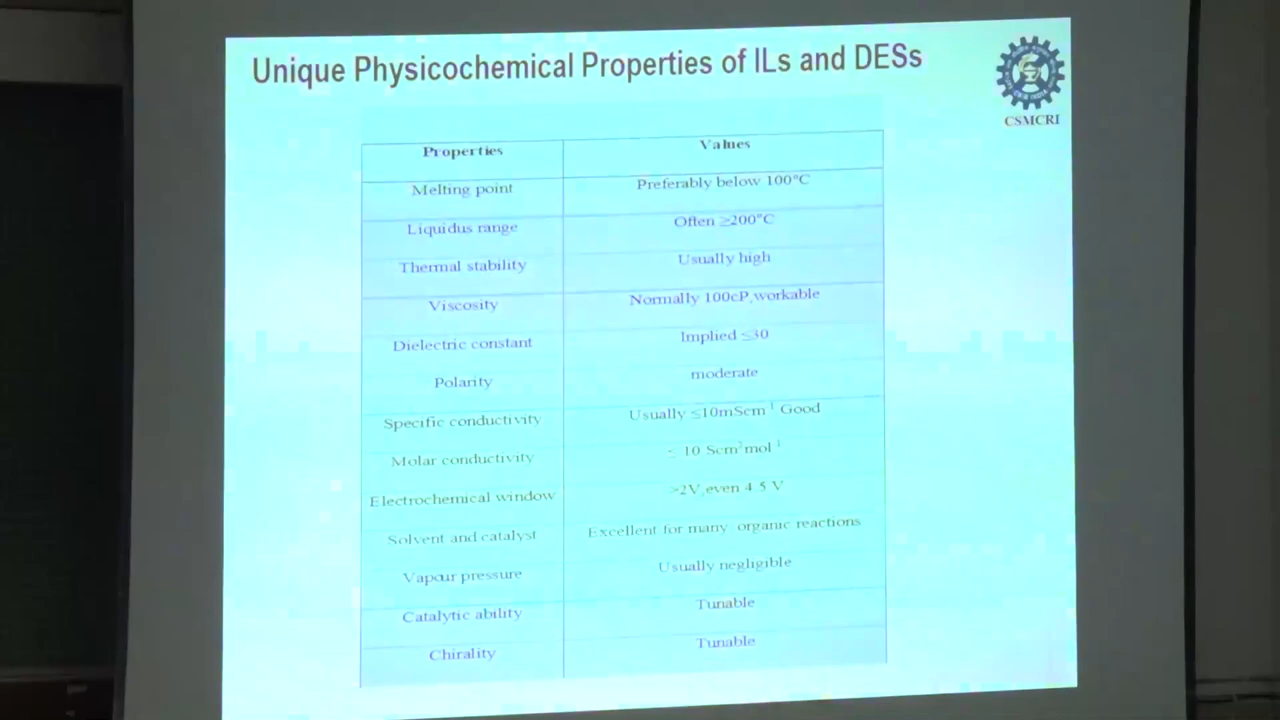 Unique Physicochemical Properties of ILs and DESs
CSMCRI
Properties Values
Melting point Preferably below 100°C
Liquidus range Often ≥200°C
Thermal stability Usually high
Viscosity Normally 100cP,workable
Dielectric constant Implied ≤30
Polarity moderate
Specific conductivity Usually ≤10mScm⁻¹ Good
Molar conductivity ≤ 10 Scm²mol⁻¹
Electrochemical window >2V,even 4.5 V
Solvent and catalyst Excellent for many organic reactions
Vapour pressure Usually negligible
Catalytic ability Tunable
Chirality Tunable